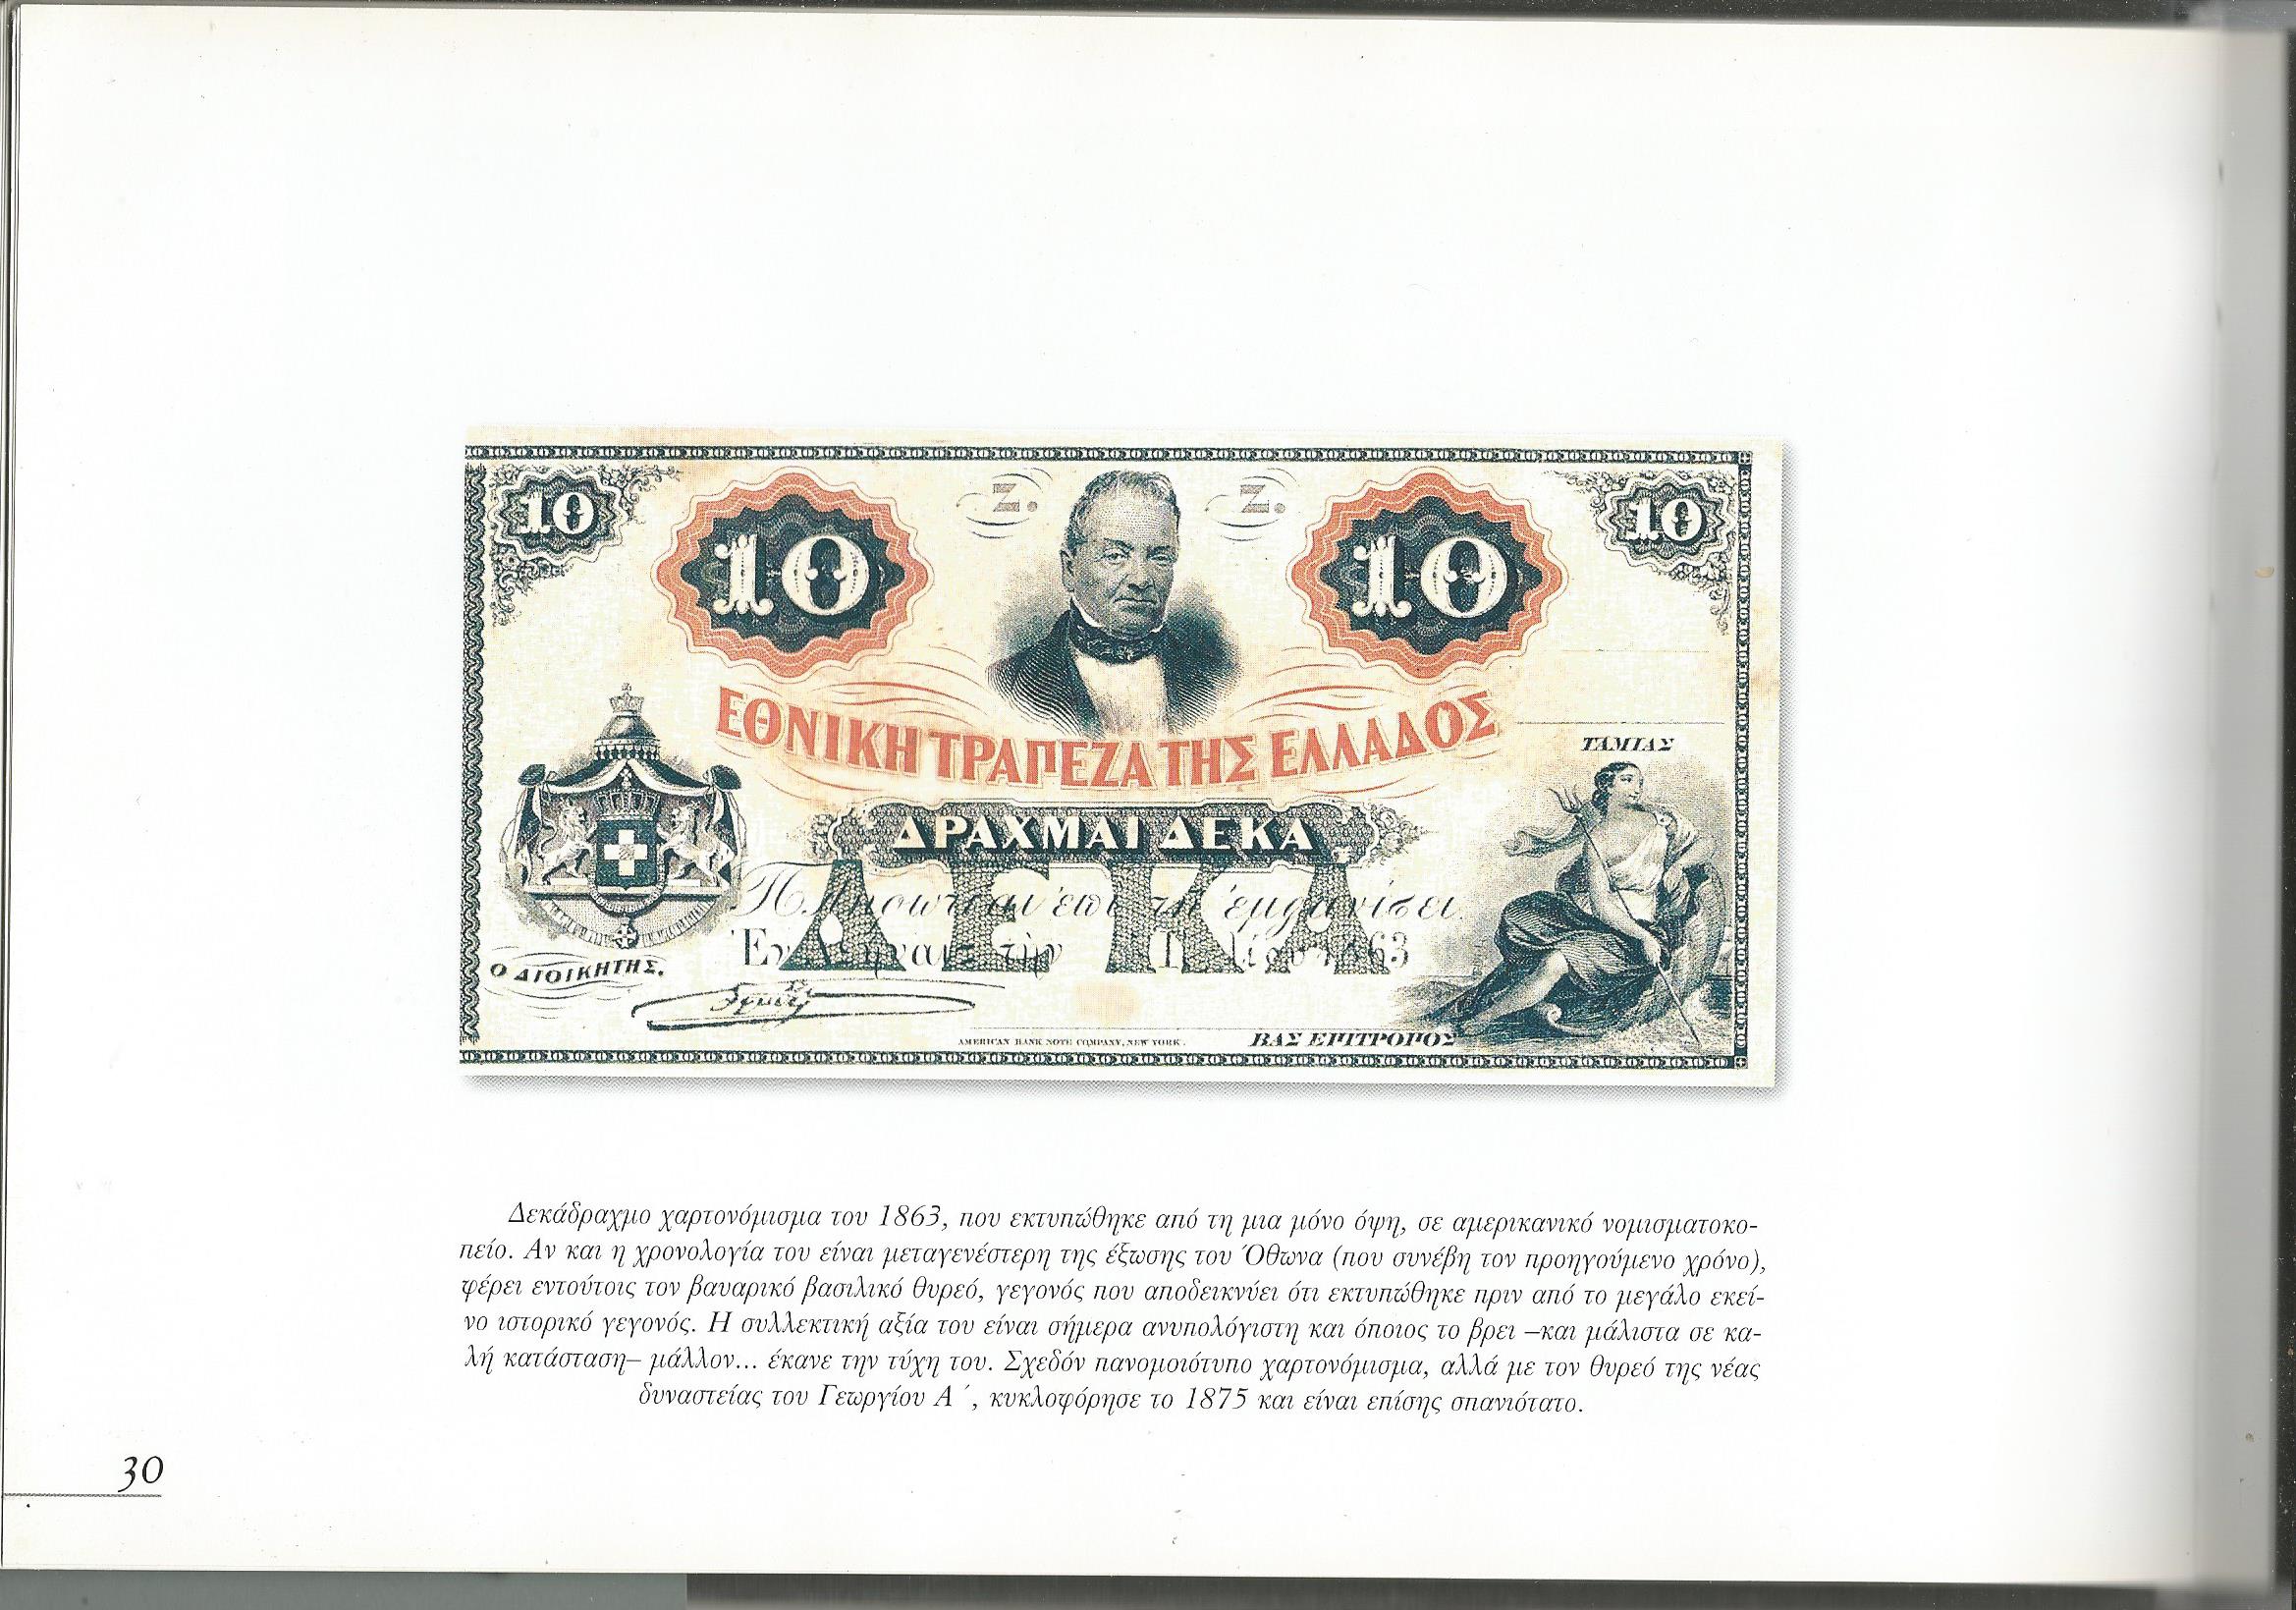 10 Z. Z. 10
10 10
ΕΘΝΙΚΗ ΤΡΑΠΕΖΑ ΤΗΣ ΕΛΛΑΔΟΣ
ΤΑΜΙΑΣ
ΔΡΑΧΜΑΙ ΔΕΚΑ
ΔΕΚΑ
Πληρωτέαι ἐπὶ τῇ ἐμφανίσει
Ο ΔΙΟΙΚΗΤΗΣ.
AMERICAN BANK NOTE COMPANY, NEW YORK.
ΒΑΣ ΕΠΙΤΡΟΠΟΣ
Δεκάδραχμο χαρτονόμισμα του 1863, που εκτυπώθηκε από τη μια μόνο όψη, σε αμερικανικό νομισματοκο-
πείο. Αν και η χρονολογία του είναι μεταγενέστερη της έξωσης του Όθωνα (που συνέβη τον προηγούμενο χρόνο),
φέρει εντούτοις τον βαυαρικό βασιλικό θυρεό, γεγονός που αποδεικνύει ότι εκτυπώθηκε πριν από το μεγάλο εκεί-
νο ιστορικό γεγονός. Η συλλεκτική αξία του είναι σήμερα ανυπολόγιστη και όποιος το βρει –και μάλιστα σε κα-
λή κατάσταση– μάλλον... έκανε την τύχη του. Σχεδόν πανομοιότυπο χαρτονόμισμα, αλλά με τον θυρεό της νέας
δυναστείας του Γεωργίου Α΄, κυκλοφόρησε το 1875 και είναι επίσης σπανιότατο.
30